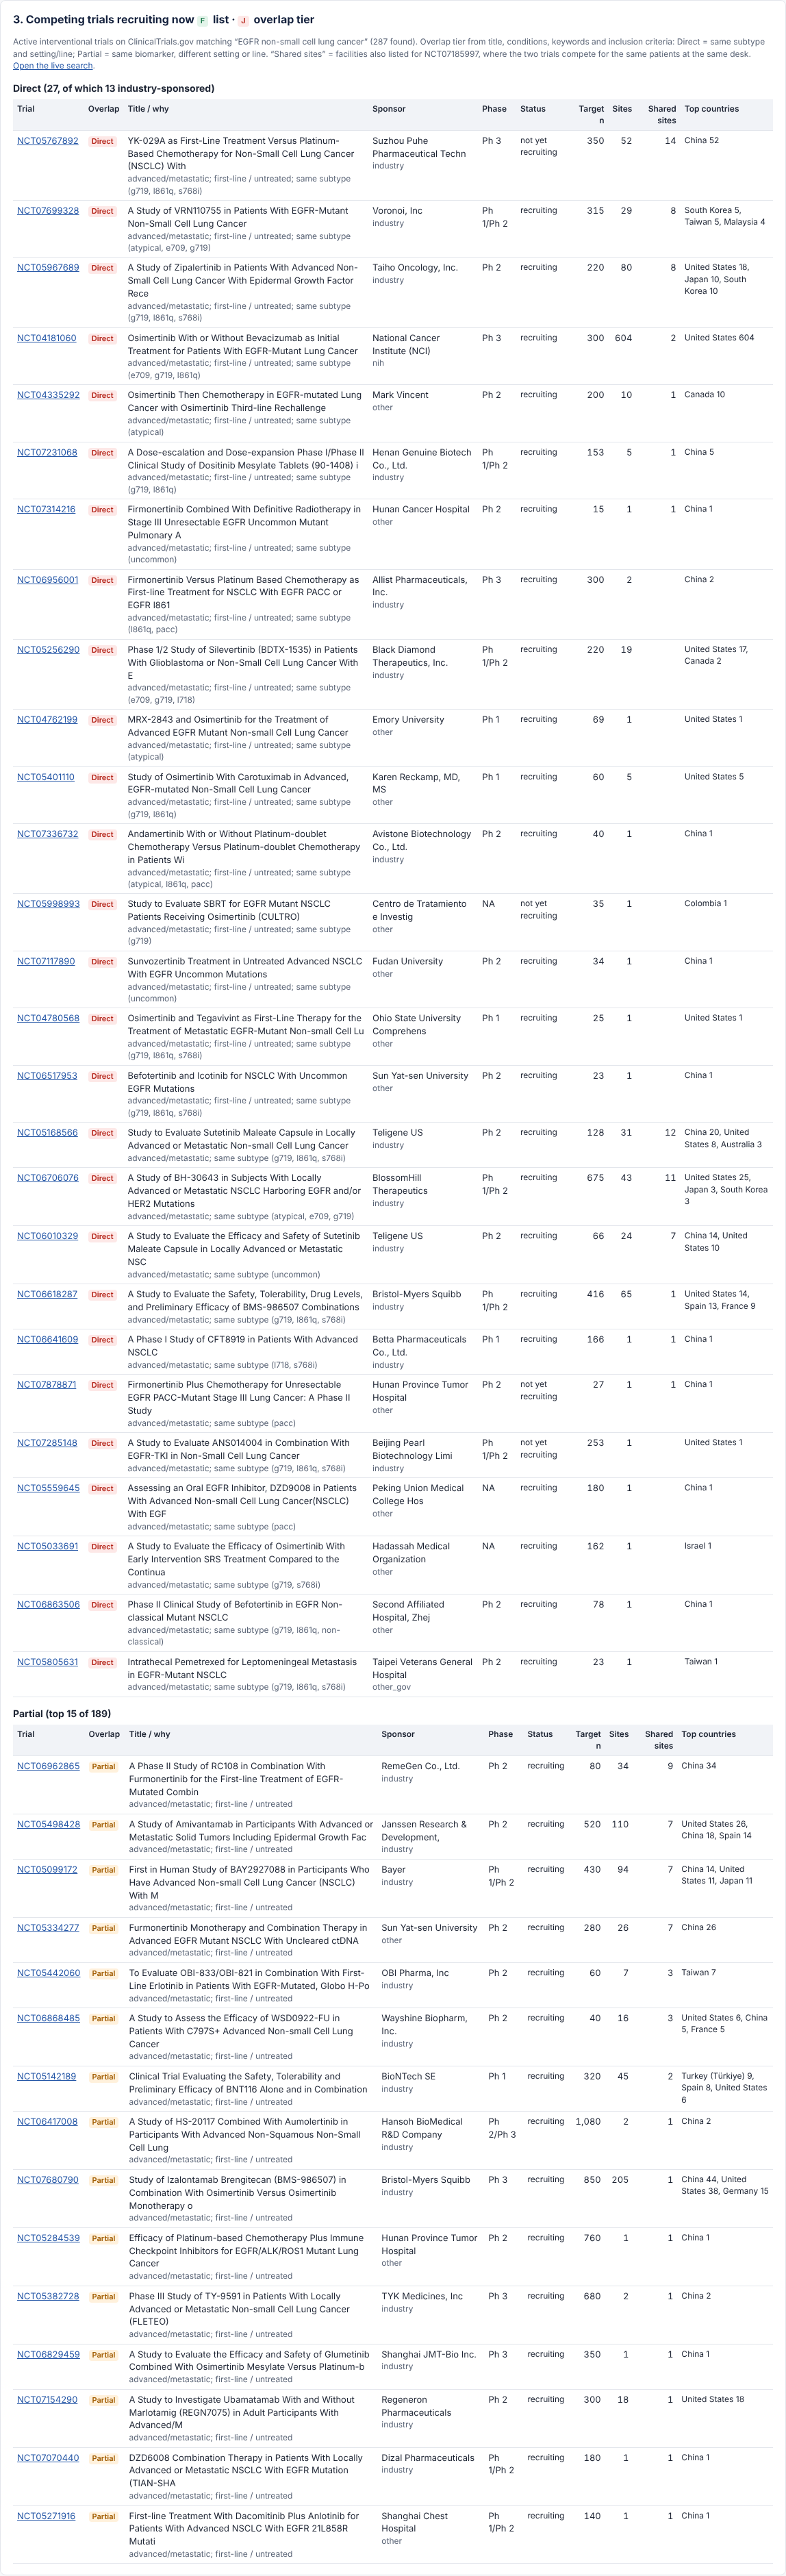 3. Competing trials recruiting now F list · J overlap tier
Active interventional trials on ClinicalTrials.gov matching “EGFR non-small cell lung cancer” (287 found). Overlap tier from title, conditions, keywords and inclusion criteria: Direct = same subtype
and setting/line; Partial = same biomarker, different setting or line. “Shared sites” = facilities also listed for NCT07185997, where the two trials compete for the same patients at the same desk.
Open the live search.
Direct (27, of which 13 industry-sponsored)
Trial Overlap Title / why Sponsor Phase Status Target n Sites Shared sites Top countries
NCT05767892 Direct YK-029A as First-Line Treatment Versus Platinum- Suzhou Puhe Ph 3 not yet 350 52 14 China 52
Based Chemotherapy for Non-Small Cell Lung Cancer Pharmaceutical Techn recruiting
(NSCLC) With industry
advanced/metastatic; first-line / untreated; same subtype
(g719, l861q, s768i)
NCT07699328 Direct A Study of VRN110755 in Patients With EGFR-Mutant Voronoi, Inc Ph recruiting 315 29 8 South Korea 5,
Non-Small Cell Lung Cancer industry 1/Ph 2 Taiwan 5, Malaysia 4
advanced/metastatic; first-line / untreated; same subtype
(atypical, e709, g719)
NCT05967689 Direct A Study of Zipalertinib in Patients With Advanced Non- Taiho Oncology, Inc. Ph 2 recruiting 220 80 8 United States 18,
Small Cell Lung Cancer With Epidermal Growth Factor industry Japan 10, South
Rece Korea 10
advanced/metastatic; first-line / untreated; same subtype
(g719, l861q, s768i)
NCT04181060 Direct Osimertinib With or Without Bevacizumab as Initial National Cancer Ph 3 recruiting 300 604 2 United States 604
Treatment for Patients With EGFR-Mutant Lung Cancer Institute (NCI)
advanced/metastatic; first-line / untreated; same subtype nih
(e709, g719, l861q)
NCT04335292 Direct Osimertinib Then Chemotherapy in EGFR-mutated Lung Mark Vincent Ph 2 recruiting 200 10 1 Canada 10
Cancer with Osimertinib Third-line Rechallenge other
advanced/metastatic; first-line / untreated; same subtype
(atypical)
NCT07231068 Direct A Dose-escalation and Dose-expansion Phase I/Phase II Henan Genuine Biotech Ph recruiting 153 5 1 China 5
Clinical Study of Dositinib Mesylate Tablets (90-1408) i Co., Ltd. 1/Ph 2
advanced/metastatic; first-line / untreated; same subtype industry
(g719, l861q)
NCT07314216 Direct Firmonertinib Combined With Definitive Radiotherapy in Hunan Cancer Hospital Ph 2 recruiting 15 1 1 China 1
Stage III Unresectable EGFR Uncommon Mutant other
Pulmonary A
advanced/metastatic; first-line / untreated; same subtype
(uncommon)
NCT06956001 Direct Firmonertinib Versus Platinum Based Chemotherapy as Allist Pharmaceuticals, Ph 3 recruiting 300 2 China 2
First-line Treatment for NSCLC With EGFR PACC or Inc.
EGFR l861 industry
advanced/metastatic; first-line / untreated; same subtype
(l861q, pacc)
NCT05256290 Direct Phase 1/2 Study of Silevertinib (BDTX-1535) in Patients Black Diamond Ph recruiting 220 19 United States 17,
With Glioblastoma or Non-Small Cell Lung Cancer With Therapeutics, Inc. 1/Ph 2 Canada 2
E industry
advanced/metastatic; first-line / untreated; same subtype
(e709, g719, l718)
NCT04762199 Direct MRX-2843 and Osimertinib for the Treatment of Emory University Ph 1 recruiting 69 1 United States 1
Advanced EGFR Mutant Non-small Cell Lung Cancer other
advanced/metastatic; first-line / untreated; same subtype
(atypical)
NCT05401110 Direct Study of Osimertinib With Carotuximab in Advanced, Karen Reckamp, MD, Ph 1 recruiting 60 5 United States 5
EGFR-mutated Non-Small Cell Lung Cancer MS
advanced/metastatic; first-line / untreated; same subtype other
(g719, l861q)
NCT07336732 Direct Andamertinib With or Without Platinum-doublet Avistone Biotechnology Ph 2 recruiting 40 1 China 1
Chemotherapy Versus Platinum-doublet Chemotherapy Co., Ltd.
in Patients Wi industry
advanced/metastatic; first-line / untreated; same subtype
(atypical, l861q, pacc)
NCT05998993 Direct Study to Evaluate SBRT for EGFR Mutant NSCLC Centro de Tratamiento NA not yet 35 1 Colombia 1
Patients Receiving Osimertinib (CULTRO) e Investig recruiting
advanced/metastatic; first-line / untreated; same subtype other
(g719)
NCT07117890 Direct Sunvozertinib Treatment in Untreated Advanced NSCLC Fudan University Ph 2 recruiting 34 1 China 1
With EGFR Uncommon Mutations other
advanced/metastatic; first-line / untreated; same subtype
(uncommon)
NCT04780568 Direct Osimertinib and Tegavivint as First-Line Therapy for the Ohio State University Ph 1 recruiting 25 1 United States 1
Treatment of Metastatic EGFR-Mutant Non-small Cell Lu Comprehens
advanced/metastatic; first-line / untreated; same subtype other
(g719, l861q, s768i)
NCT06517953 Direct Befotertinib and Icotinib for NSCLC With Uncommon Sun Yat-sen University Ph 2 recruiting 23 1 China 1
EGFR Mutations other
advanced/metastatic; first-line / untreated; same subtype
(g719, l861q, s768i)
NCT05168566 Direct Study to Evaluate Sutetinib Maleate Capsule in Locally Teligene US Ph 2 recruiting 128 31 12 China 20, United
Advanced or Metastatic Non-small Cell Lung Cancer industry States 8, Australia 3
advanced/metastatic; same subtype (g719, l861q, s768i)
NCT06706076 Direct A Study of BH-30643 in Subjects With Locally BlossomHill Ph recruiting 675 43 11 United States 25,
Advanced or Metastatic NSCLC Harboring EGFR and/or Therapeutics 1/Ph 2 Japan 3, South Korea
HER2 Mutations industry 3
advanced/metastatic; same subtype (atypical, e709, g719)
NCT06010329 Direct A Study to Evaluate the Efficacy and Safety of Sutetinib Teligene US Ph 2 recruiting 66 24 7 China 14, United
Maleate Capsule in Locally Advanced or Metastatic industry States 10
NSC
advanced/metastatic; same subtype (uncommon)
NCT06618287 Direct A Study to Evaluate the Safety, Tolerability, Drug Levels, Bristol-Myers Squibb Ph recruiting 416 65 1 United States 14,
and Preliminary Efficacy of BMS-986507 Combinations industry 1/Ph 2 Spain 13, France 9
advanced/metastatic; same subtype (g719, l861q, s768i)
NCT06641609 Direct A Phase I Study of CFT8919 in Patients With Advanced Betta Pharmaceuticals Ph 1 recruiting 166 1 1 China 1
NSCLC Co., Ltd.
advanced/metastatic; same subtype (l718, s768i) industry
NCT07878871 Direct Firmonertinib Plus Chemotherapy for Unresectable Hunan Province Tumor Ph 2 not yet 27 1 1 China 1
EGFR PACC-Mutant Stage III Lung Cancer: A Phase II Hospital recruiting
Study other
advanced/metastatic; same subtype (pacc)
NCT07285148 Direct A Study to Evaluate ANS014004 in Combination With Beijing Pearl Ph not yet 253 1 United States 1
EGFR-TKI in Non-Small Cell Lung Cancer Biotechnology Limi 1/Ph 2 recruiting
advanced/metastatic; same subtype (g719, l861q, s768i) industry
NCT05559645 Direct Assessing an Oral EGFR Inhibitor, DZD9008 in Patients Peking Union Medical NA recruiting 180 1 China 1
With Advanced Non-small Cell Lung Cancer(NSCLC) College Hos
With EGF other
advanced/metastatic; same subtype (pacc)
NCT05033691 Direct A Study to Evaluate the Efficacy of Osimertinib With Hadassah Medical NA recruiting 162 1 Israel 1
Early Intervention SRS Treatment Compared to the Organization
Continua other
advanced/metastatic; same subtype (g719, s768i)
NCT06863506 Direct Phase II Clinical Study of Befotertinib in EGFR Non- Second Affiliated Ph 2 recruiting 78 1 China 1
classical Mutant NSCLC Hospital, Zhej
advanced/metastatic; same subtype (g719, l861q, non- other
classical)
NCT05805631 Direct Intrathecal Pemetrexed for Leptomeningeal Metastasis Taipei Veterans General Ph 2 recruiting 23 1 Taiwan 1
in EGFR-Mutant NSCLC Hospital
advanced/metastatic; same subtype (g719, l861q, s768i) other_gov
Partial (top 15 of 189)
Trial Overlap Title / why Sponsor Phase Status Target n Sites Shared sites Top countries
NCT06962865 Partial A Phase II Study of RC108 in Combination With RemeGen Co., Ltd. Ph 2 recruiting 80 34 9 China 34
Furmonertinib for the First-line Treatment of EGFR- industry
Mutated Combin
advanced/metastatic; first-line / untreated
NCT05498428 Partial A Study of Amivantamab in Participants With Advanced or Janssen Research & Ph 2 recruiting 520 110 7 United States 26,
Metastatic Solid Tumors Including Epidermal Growth Fac Development, China 18, Spain 14
advanced/metastatic; first-line / untreated industry
NCT05099172 Partial First in Human Study of BAY2927088 in Participants Who Bayer Ph recruiting 430 94 7 China 14, United
Have Advanced Non-small Cell Lung Cancer (NSCLC) industry 1/Ph 2 States 11, Japan 11
With M
advanced/metastatic; first-line / untreated
NCT05334277 Partial Furmonertinib Monotherapy and Combination Therapy in Sun Yat-sen University Ph 2 recruiting 280 26 7 China 26
Advanced EGFR Mutant NSCLC With Uncleared ctDNA other
advanced/metastatic; first-line / untreated
NCT05442060 Partial To Evaluate OBI-833/OBI-821 in Combination With First- OBI Pharma, Inc Ph 2 recruiting 60 7 3 Taiwan 7
Line Erlotinib in Patients With EGFR-Mutated, Globo H-Po industry
advanced/metastatic; first-line / untreated
NCT06868485 Partial A Study to Assess the Efficacy of WSD0922-FU in Wayshine Biopharm, Ph 2 recruiting 40 16 3 United States 6, China
Patients With C797S+ Advanced Non-small Cell Lung Inc. 5, France 5
Cancer industry
advanced/metastatic; first-line / untreated
NCT05142189 Partial Clinical Trial Evaluating the Safety, Tolerability and BioNTech SE Ph 1 recruiting 320 45 2 Turkey (Türkiye) 9,
Preliminary Efficacy of BNT116 Alone and in Combination industry Spain 8, United States
advanced/metastatic; first-line / untreated 6
NCT06417008 Partial A Study of HS-20117 Combined With Aumolertinib in Hansoh BioMedical Ph recruiting 1,080 2 1 China 2
Participants With Advanced Non-Squamous Non-Small R&D Company 2/Ph 3
Cell Lung industry
advanced/metastatic; first-line / untreated
NCT07680790 Partial Study of Izalontamab Brengitecan (BMS-986507) in Bristol-Myers Squibb Ph 3 recruiting 850 205 1 China 44, United
Combination With Osimertinib Versus Osimertinib industry States 38, Germany 15
Monotherapy o
advanced/metastatic; first-line / untreated
NCT05284539 Partial Efficacy of Platinum-based Chemotherapy Plus Immune Hunan Province Tumor Ph 2 recruiting 760 1 1 China 1
Checkpoint Inhibitors for EGFR/ALK/ROS1 Mutant Lung Hospital
Cancer other
advanced/metastatic; first-line / untreated
NCT05382728 Partial Phase III Study of TY-9591 in Patients With Locally TYK Medicines, Inc Ph 3 recruiting 680 2 1 China 2
Advanced or Metastatic Non-small Cell Lung Cancer industry
(FLETEO)
advanced/metastatic; first-line / untreated
NCT06829459 Partial A Study to Evaluate the Efficacy and Safety of Glumetinib Shanghai JMT-Bio Inc. Ph 3 recruiting 350 1 1 China 1
Combined With Osimertinib Mesylate Versus Platinum-b industry
advanced/metastatic; first-line / untreated
NCT07154290 Partial A Study to Investigate Ubamatamab With and Without Regeneron Ph 2 recruiting 300 18 1 United States 18
Marlotamig (REGN7075) in Adult Participants With Pharmaceuticals
Advanced/M industry
advanced/metastatic; first-line / untreated
NCT07070440 Partial DZD6008 Combination Therapy in Patients With Locally Dizal Pharmaceuticals Ph recruiting 180 1 1 China 1
Advanced or Metastatic NSCLC With EGFR Mutation industry 1/Ph 2
(TIAN-SHA
advanced/metastatic; first-line / untreated
NCT05271916 Partial First-line Treatment With Dacomitinib Plus Anlotinib for Shanghai Chest Ph recruiting 140 1 1 China 1
Patients With Advanced NSCLC With EGFR 21L858R Hospital 1/Ph 2
Mutati other
advanced/metastatic; first-line / untreated